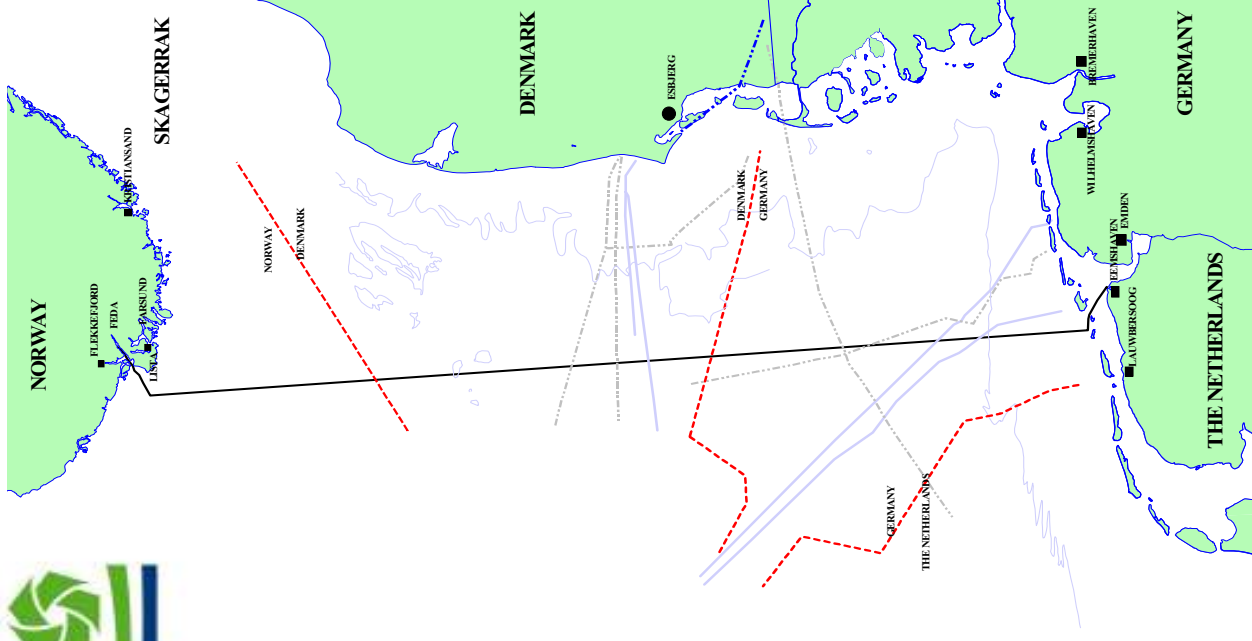 NORWAY
FLEKKEFJORD
FEDA
FARSUND
LISTA
KRISTIANSAND
SKAGERRAK
NORWAY
DENMARK
DENMARK
ESBJERG
DENMARK
GERMANY
GERMANY
THE NETHERLANDS
BREMERHAVEN
WILHELMSHAVEN
GERMANY
EMDEN
EEMSHAVEN
LAUWBERSOOG
THE NETHERLANDS